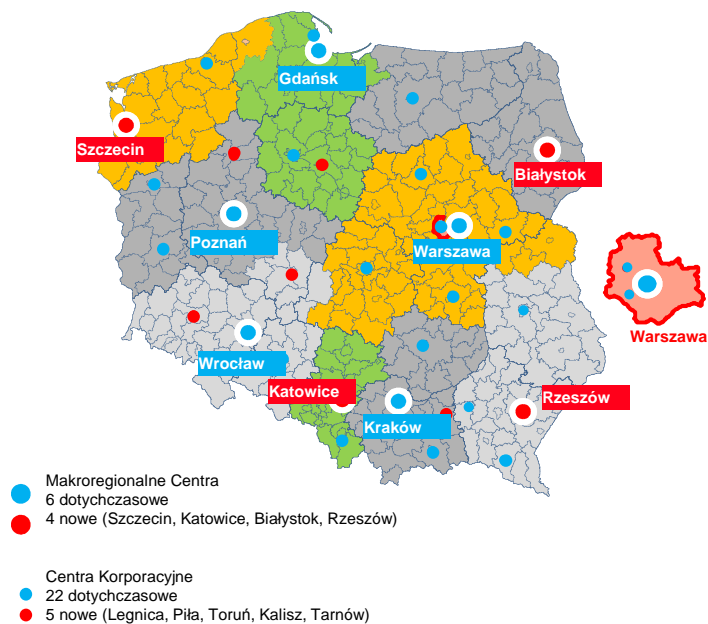 Gdańsk
Szczecin
Białystok
Poznań
Warszawa
Warszawa
Wrocław
Katowice
Rzeszów
Kraków
Makroregionalne Centra
6 dotychczasowe
4 nowe (Szczecin, Katowice, Białystok, Rzeszów)
Centra Korporacyjne
22 dotychczasowe
5 nowe (Legnica, Piła, Toruń, Kalisz, Tarnów)